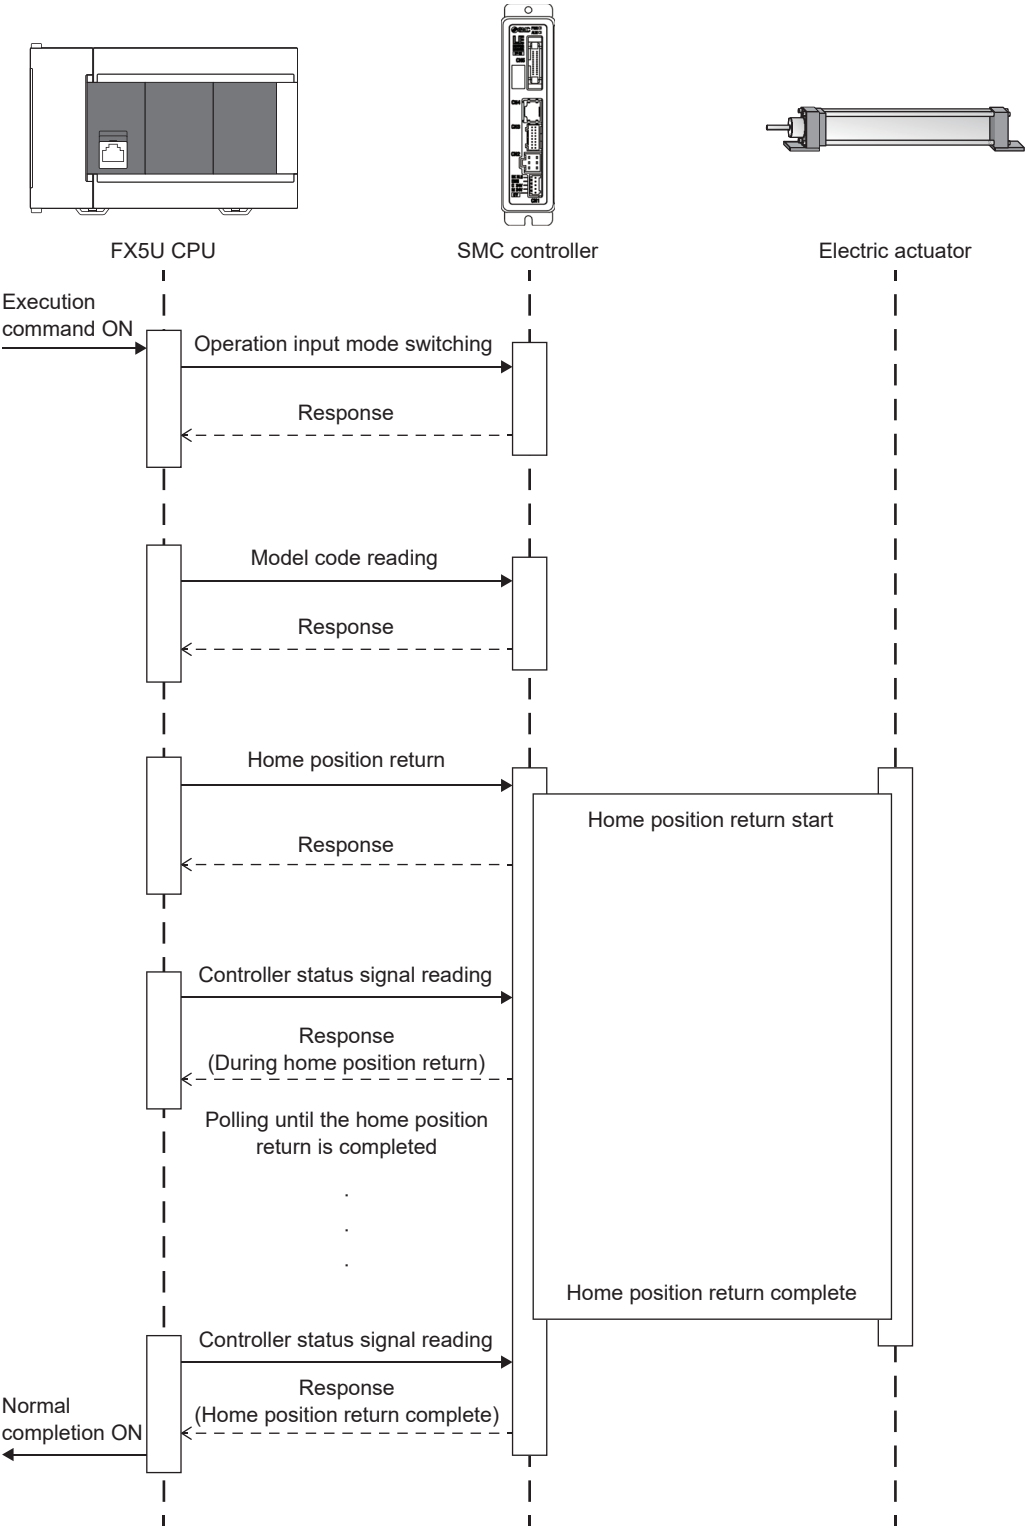 FX5U CPU
SMC controller
Electric actuator
Execution
command ON
Operation input mode switching
Response
Model code reading
Response
Home position return
Home position return start
Response
Controller status signal reading
Response
(During home position return)
Polling until the home position
return is completed
.
.
.
Home position return complete
Controller status signal reading
Response
(Home position return complete)
Normal
completion ON